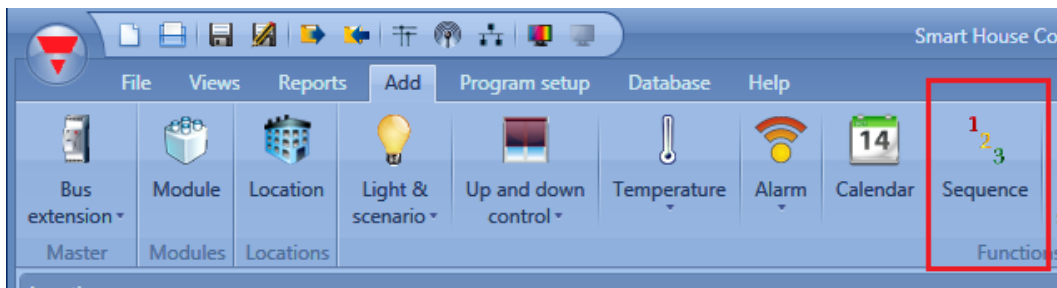 Smart House Co
File Views Reports Add Program setup Database Help
14
1
2
3
Bus extension
Module
Location
Light & scenario
Up and down control
Temperature
Alarm
Calendar
Sequence
Master Modules Locations Functions